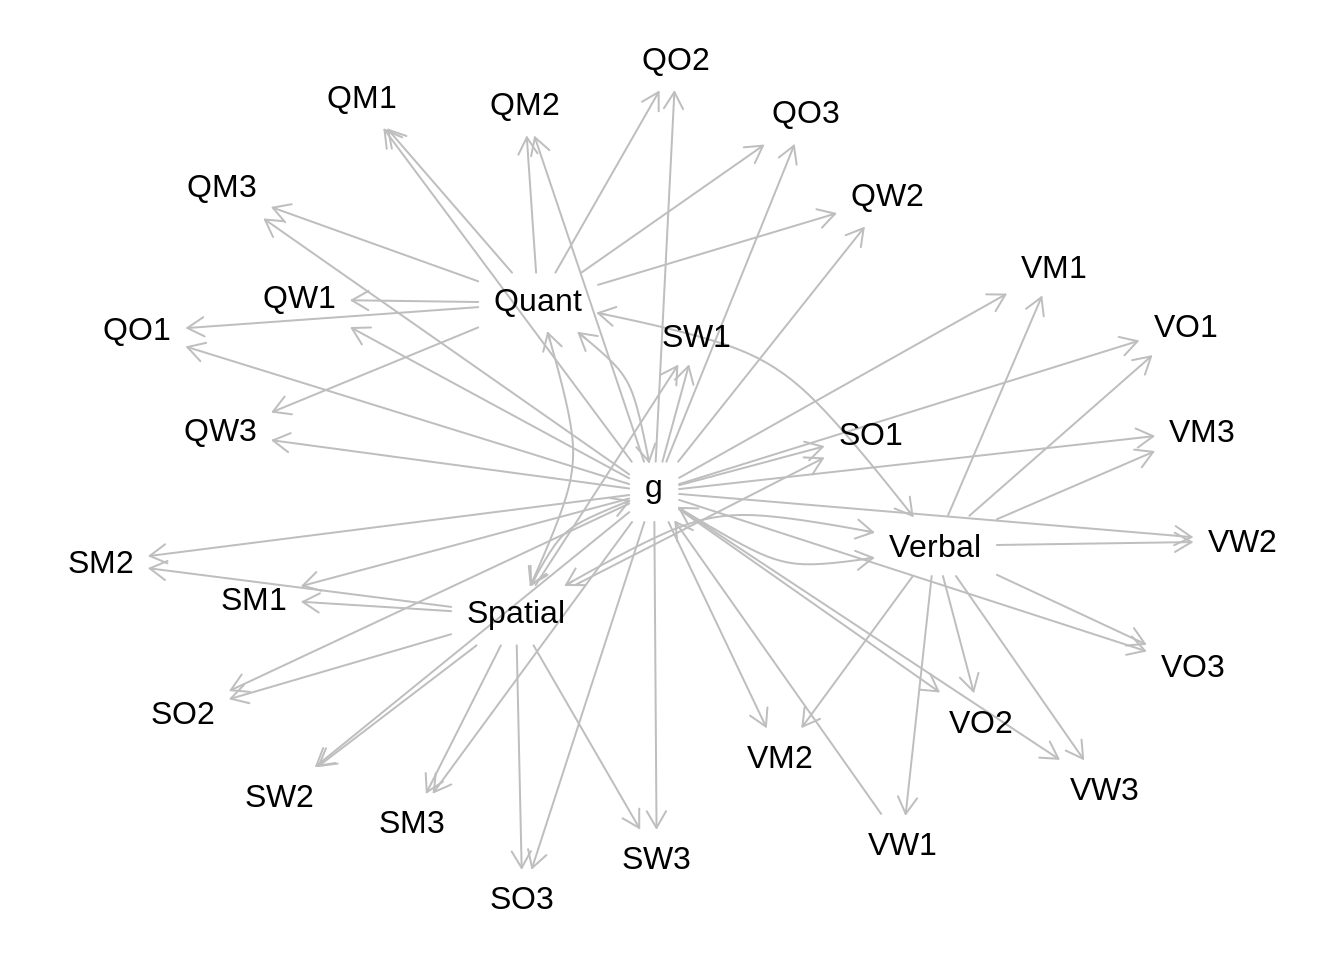 QO2
QM1
QM2
QO3
QM3
QW2
VM1
QW1
Quant
QO1
SW1
VO1
QW3
SO1
VM3
g
SM2
Verbal
VW2
SM1
Spatial
VO3
SO2
VO2
VM2
SW2
VW3
SM3
SW3
VW1
SO3